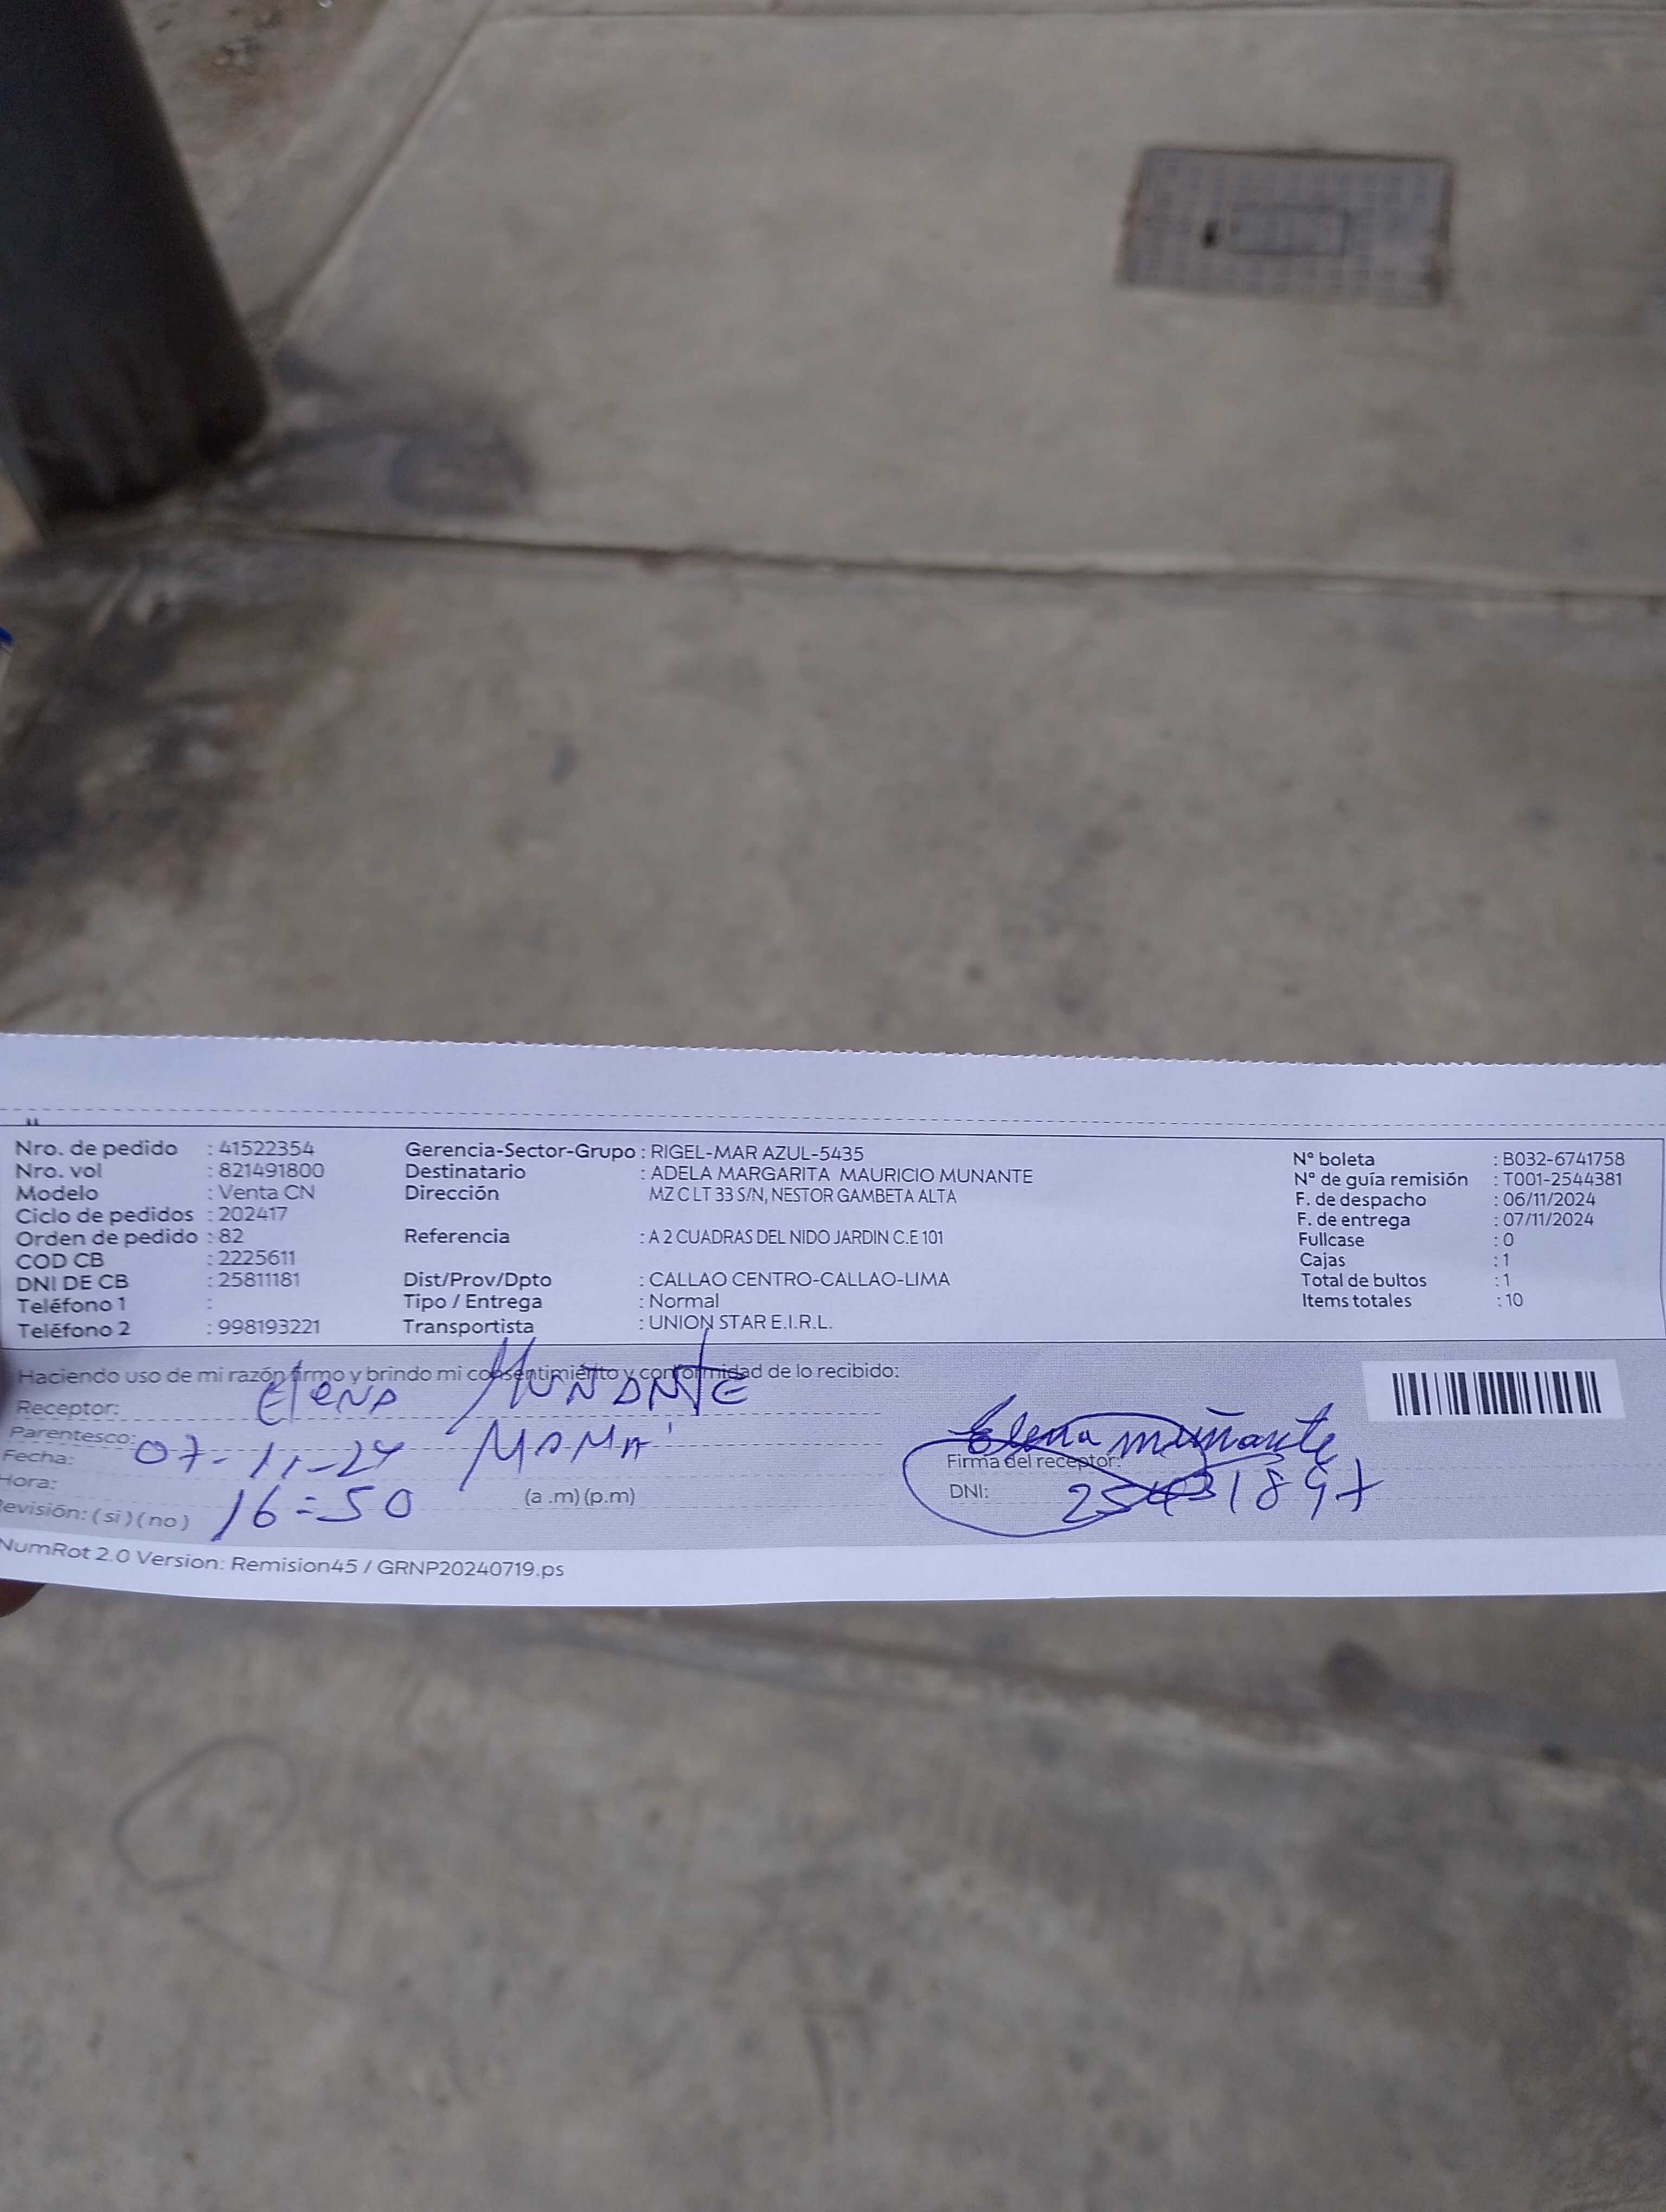 Nro. de pedido : 41522354 Gerencia-Sector-Grupo : RIGEL-MAR AZUL-5435 Nº boleta : B032-6741758
Nro. vol : 821491800 Destinatario : ADELA MARGARITA MAURICIO MUNANTE Nº de guía remisión : T001-2544381
Modelo : Venta CN Dirección MZ C LT 33 S/N, NESTOR GAMBETA ALTA F. de despacho : 06/11/2024
Ciclo de pedidos : 202417 F. de entrega : 07/11/2024
Orden de pedido : 82 Referencia : A 2 CUADRAS DEL NIDO JARDIN C.E 101 Fullcase : 0
COD CB : 2225611 Cajas : 1
DNI DE CB : 25811181 Dist/Prov/Dpto : CALLAO CENTRO-CALLAO-LIMA Total de bultos : 1
Teléfono 1 : Tipo / Entrega : Normal Items totales : 10
Teléfono 2 : 998193221 Transportista : UNION STAR E.I.R.L.
Haciendo uso de mi razón firmo y brindo mi consentimiento y conformidad de lo recibido:
Receptor: Elena MUÑANTE
Parentesco: MAMÁ
Elena muñante
Fecha: 07-11-24 Firma del receptor:
Hora: 16:50 (a .m) (p.m) DNI:
Revisión: ( si ) ( no )
NumRot 2.0 Version: Remision45 / GRNP20240719.ps